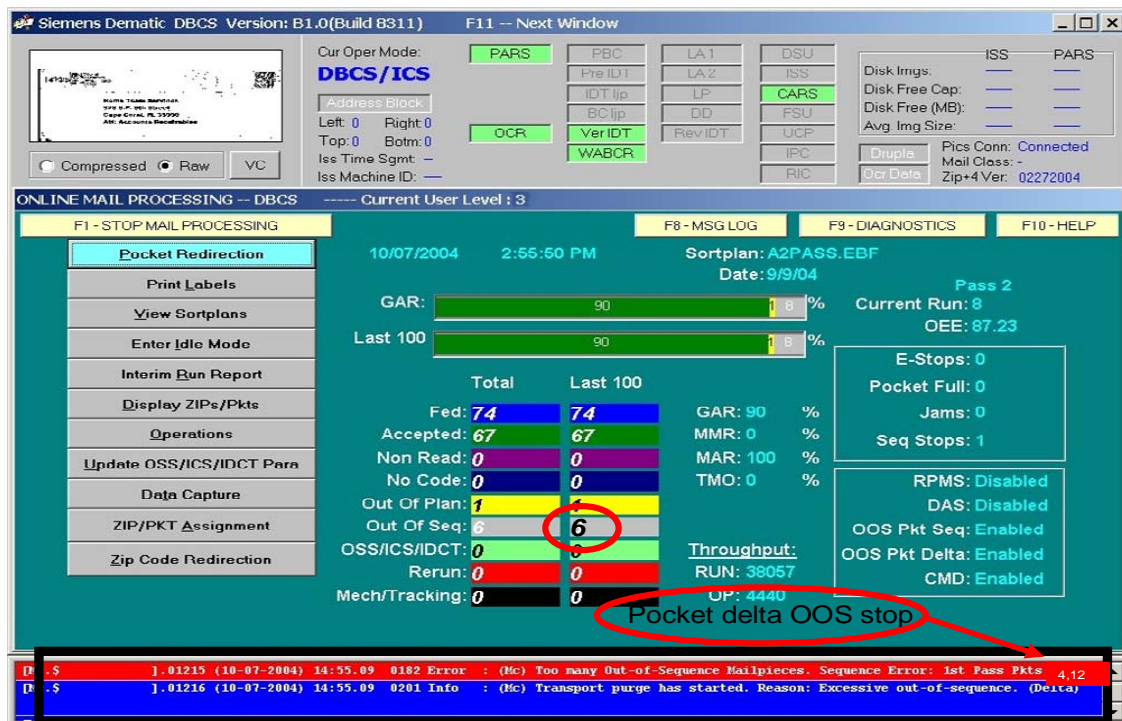 Siemens Dematic DBCS Version: B1.0(Build 8311) F11 -- Next Window
Cur Oper Mode:
DBCS/ICS
Address Block
Left: 0 Right: 0
Top: 0 Botm: 0
Iss Time Sgmt: –
Iss Machine ID: —
PARS
OCR
PBC
Pre IDT
IDT Ijp
BC Ijp
Ver IDT
WABCR
LA 1
LA 2
LP
DD
Rev IDT
DSU
ISS
CARS
FSU
UCP
IPC
RIC
ISS PARS
Disk Imgs: — —
Disk Free Cap: — —
Disk Free (MB): — —
Avg. Img Size: — —
Drupla
Ocr Data
Pics Conn: Connected
Mail Class: -
Zip+4 Ver: 02272004
Compressed Raw VC
ONLINE MAIL PROCESSING -- DBCS ----- Current User Level : 3
F1 - STOP MAIL PROCESSING F8 - MSG LOG F9 - DIAGNOSTICS F10 - HELP
Pocket Redirection
Print Labels
View Sortplans
Enter Idle Mode
Interim Run Report
Display ZIPs/Pkts
Operations
Update OSS/ICS/IDCT Para
Data Capture
ZIP/PKT Assignment
Zip Code Redirection
10/07/2004 2:55:50 PM Sortplan: A2PASS.EBF
Date: 9/9/04
Pass 2
GAR: 90 1 8 %
Last 100 90 1 8 %
Current Run: 8
OEE: 87.23
E-Stops: 0
Pocket Full: 0
Jams: 0
Seq Stops: 1
Total Last 100
Fed: 74 74
Accepted: 67 67
Non Read: 0 0
No Code: 0 0
Out Of Plan: 1 1
Out Of Seq: 6 6
OSS/ICS/IDCT: 0 0
Rerun: 0 0
Mech/Tracking: 0 0
GAR: 90 %
MMR: 0 %
MAR: 100 %
TMO: 0 %
Throughput:
RUN: 38057
OP: 4440
RPMS: Disabled
DAS: Disabled
OOS Pkt Seq: Enabled
OOS Pkt Delta: Enabled
CMD: Enabled
Pocket delta OOS stop
].01215 (10-07-2004) 14:55.09 0182 Error : (Mc) Too many Out-of-Sequence Mailpieces. Sequence Error: 1st Pass Pkts 4,12
].01216 (10-07-2004) 14:55.09 0201 Info : (Mc) Transport purge has started. Reason: Excessive out-of-sequence. (Delta)